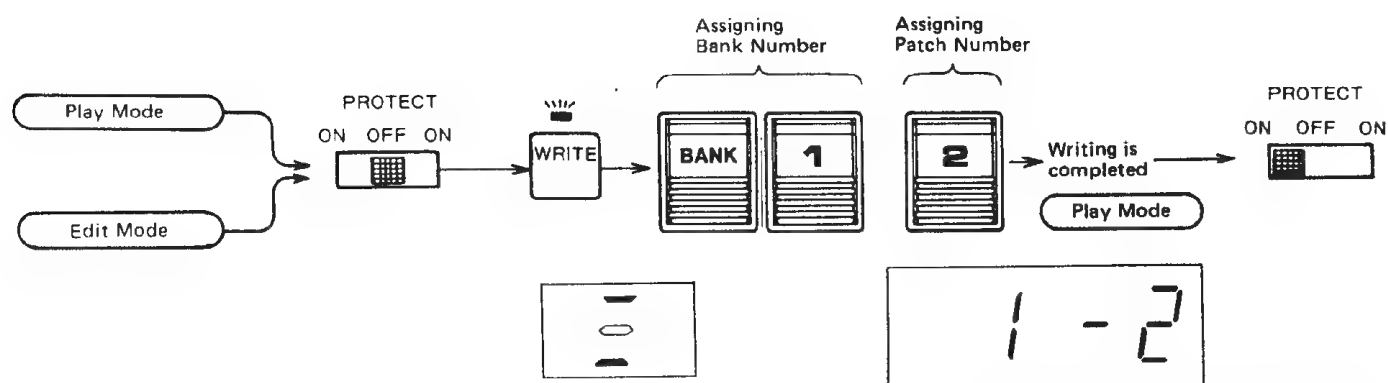 Assigning
Bank Number
Assigning
Patch Number
Play Mode
Edit Mode
PROTECT
ON OFF ON
WRITE
BANK
1
2
Writing is
completed
Play Mode
PROTECT
ON OFF ON
1 - 2